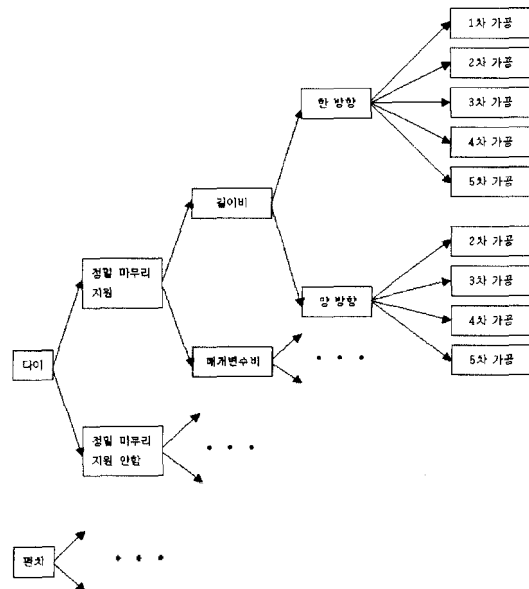 1차 가공
2차 가공
3차 가공
4차 가공
5차 가공
한 방향
길이비
2차 가공
3차 가공
4차 가공
5차 가공
망 방향
정밀 마무리
지원
매개변수비
다이
정밀 마무리
지원 안함
펀치